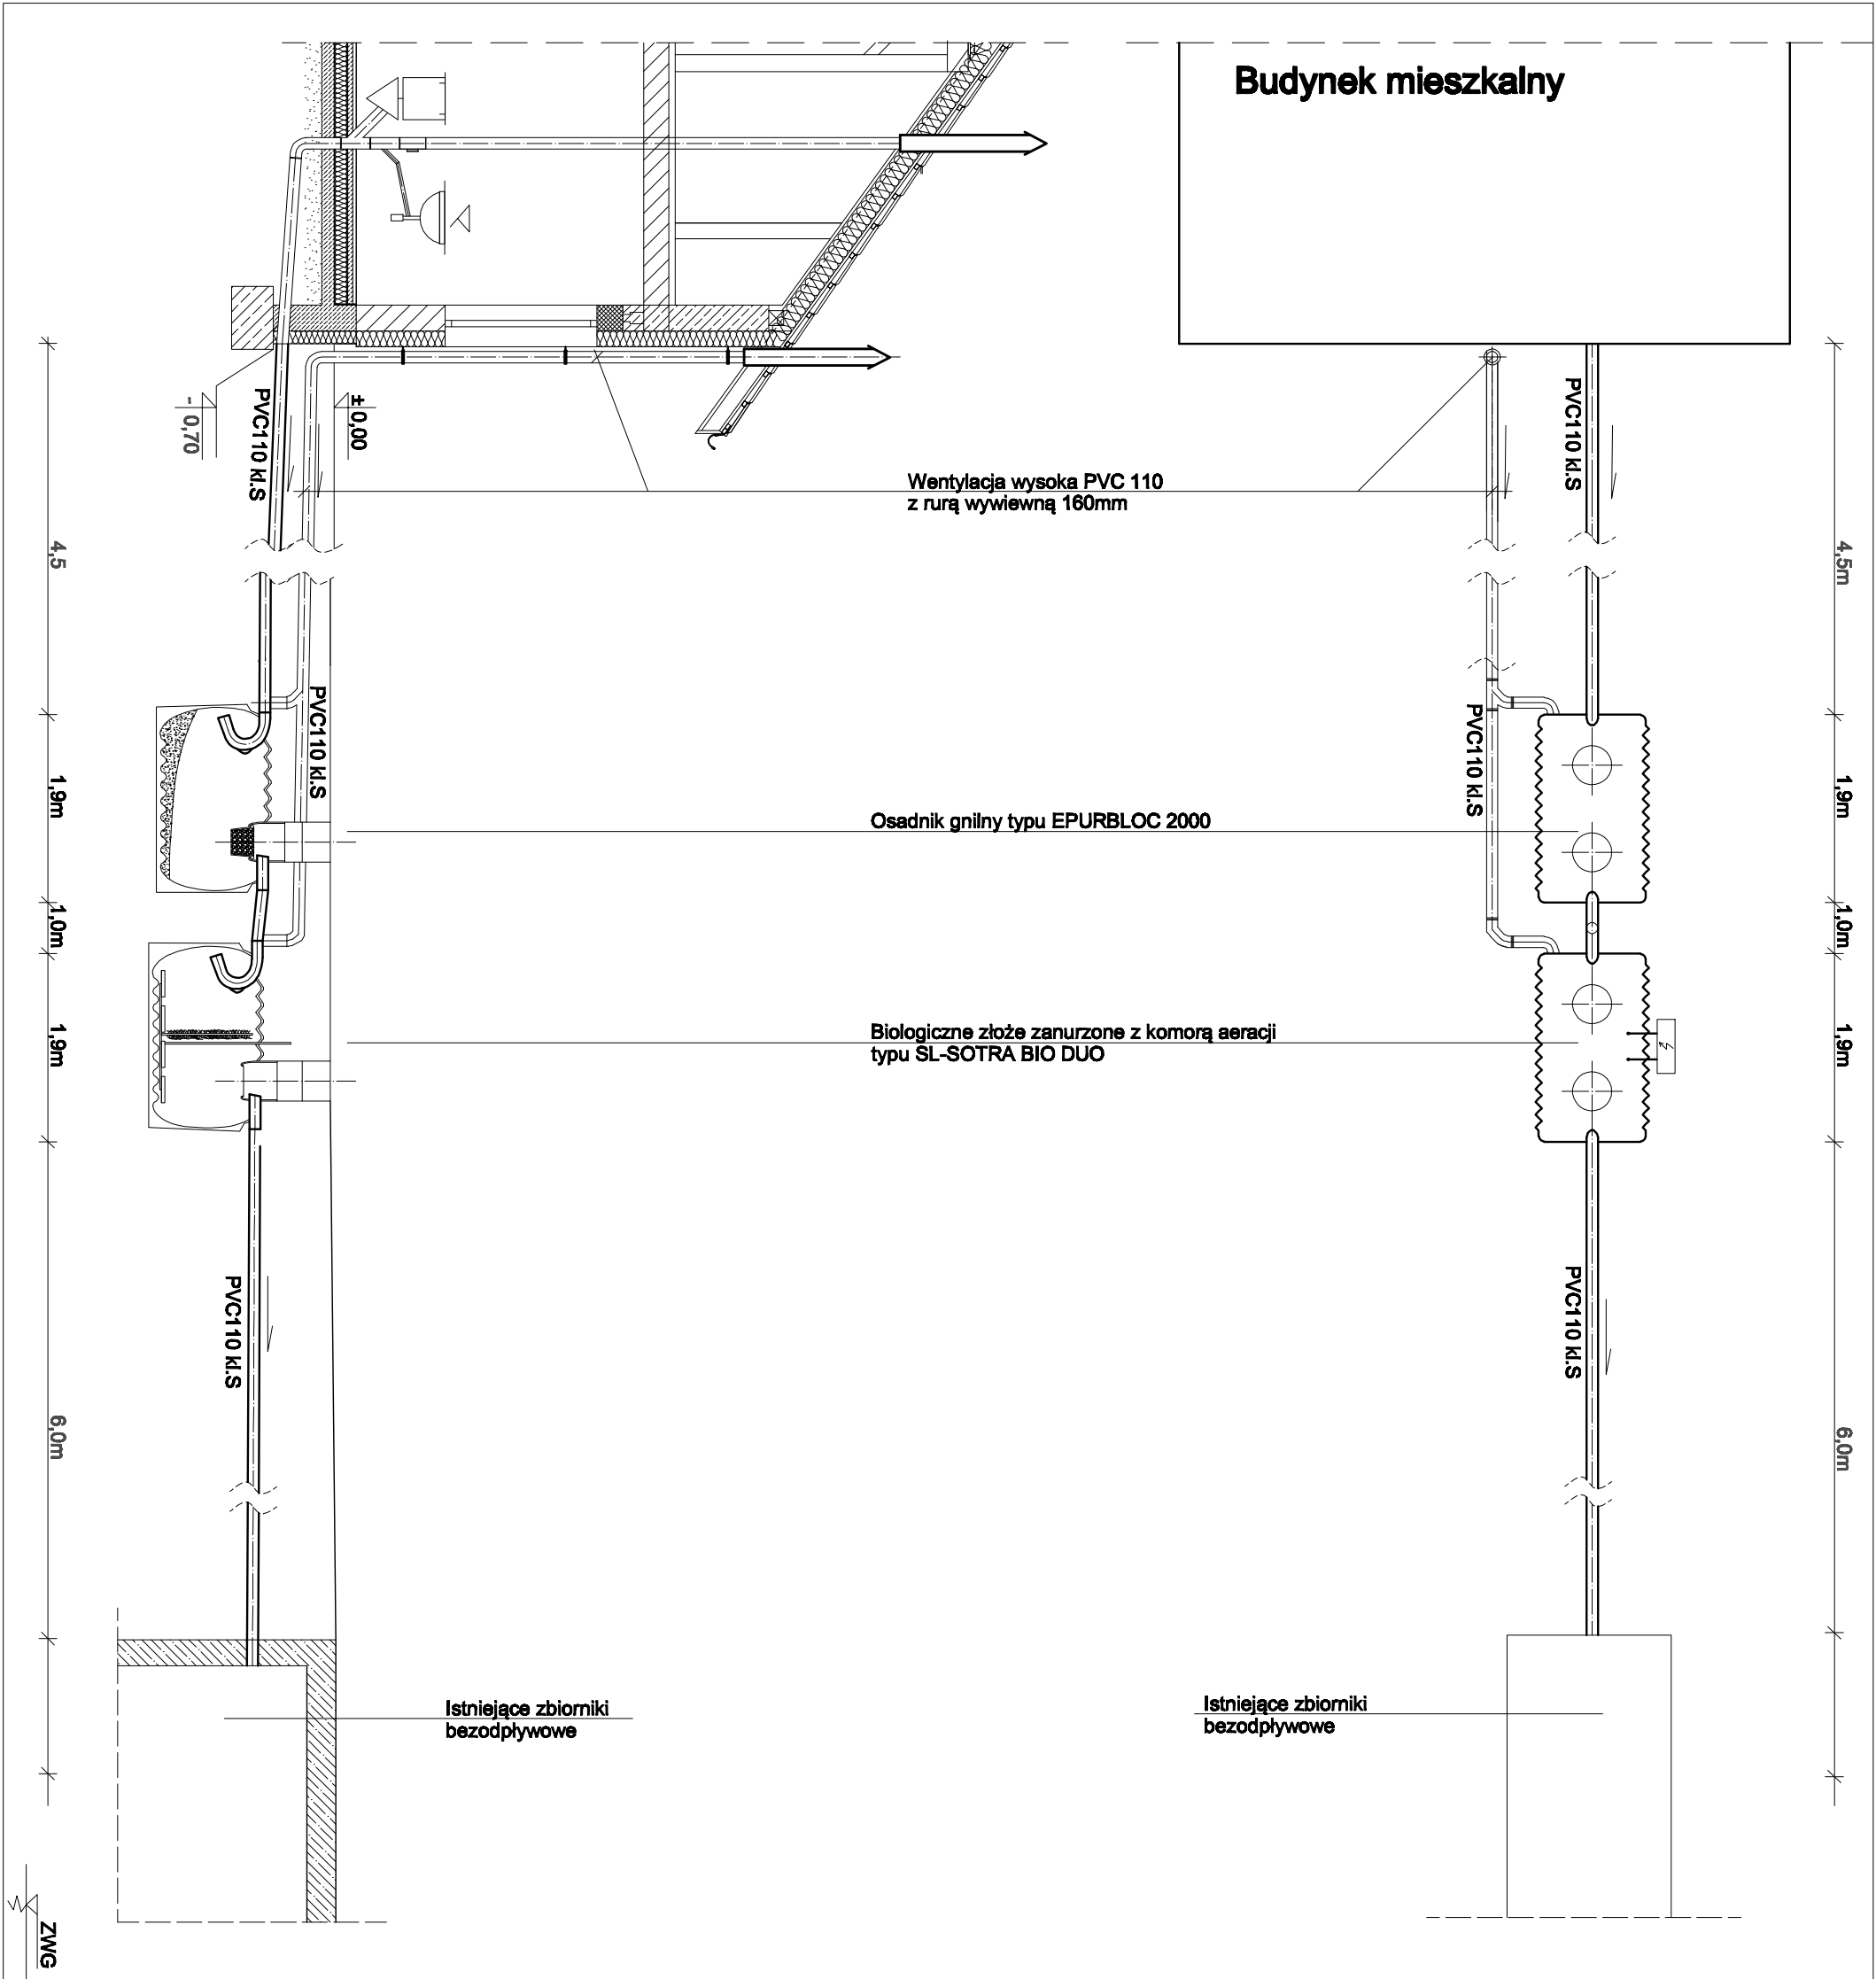 Budynek mieszkalny
PVC110 kl.S
PVC110 kl.S
± 0,00
- 0,70
Wentylacja wysoka PVC 110
z rurą wywiewną 160mm
4,5
4,5m
PVC110 kl.S
PVC110 kl.S
1,9m
1,9m
Osadnik gnilny typu EPURBLOC 2000
1,0m
1,0m
Biologiczne złoże zanurzone z komorą aeracji
typu SL-SOTRA BIO DUO
1,9m
1,9m
PVC110 kl.S
PVC110 kl.S
6,0m
6,0m
Istniejące zbiorniki
bezodpływowe
Istniejące zbiorniki
bezodpływowe
ZWG